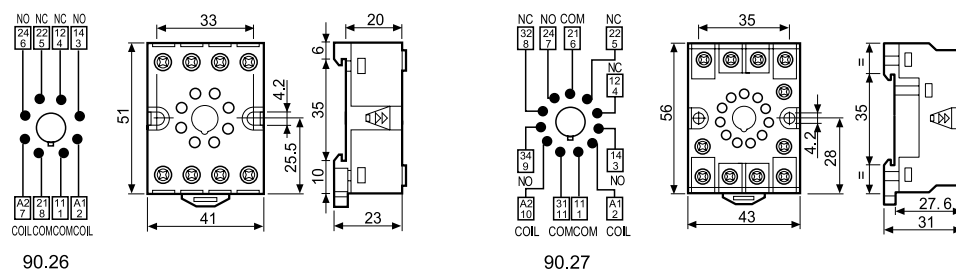 NO NC NC NO
24 22 12 14
6 5 4 3
A2 21 11 A1
7 8 1 2
COIL COM COM COIL
90.26
33
51
4.2
25.5
41
20
6
35
10
23
NC NO COM NC
32 24 21 22
8 7 6 5
NC
12
4
34 14
9 3
NO NO
A2 31 11 A1
10 11 1 2
COIL COM COM COIL
90.27
35
56
4.2
28
43
=
35
=
27.6
31